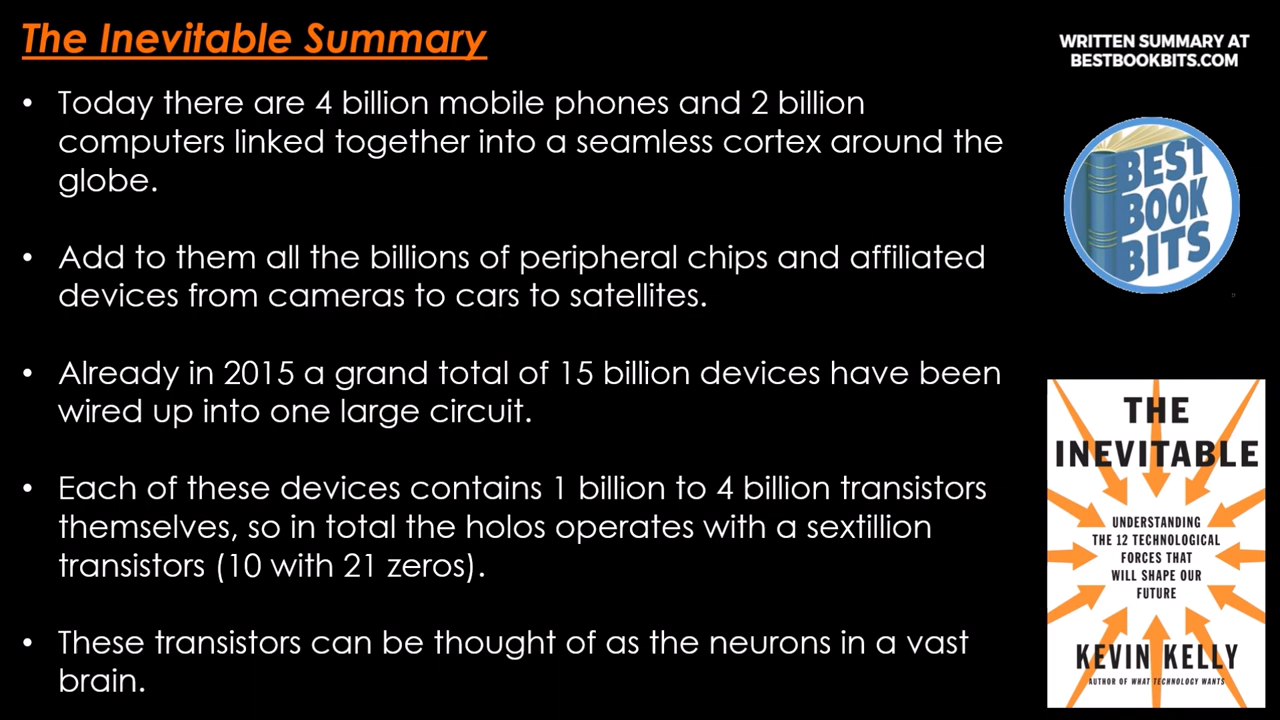 The Inevitable Summary
• Today there are 4 billion mobile phones and 2 billion
computers linked together into a seamless cortex around the
globe.
• Add to them all the billions of peripheral chips and affiliated
devices from cameras to cars to satellites.
• Already in 2015 a grand total of 15 billion devices have been
wired up into one large circuit.
• Each of these devices contains 1 billion to 4 billion transistors
themselves, so in total the holos operates with a sextillion
transistors (10 with 21 zeros).
• These transistors can be thought of as the neurons in a vast
brain.
WRITTEN SUMMARY AT
BESTBOOKBITS.COM
BEST
BOOK
BITS
,
THE
INEVITABLE
UNDERSTANDING
THE 12 TECHNOLOGICAL
FORCES THAT
WILL SHAPE OUR
FUTURE
KEVIN KELLY
AUTHOR OF WHAT TECHNOLOGY WANTS